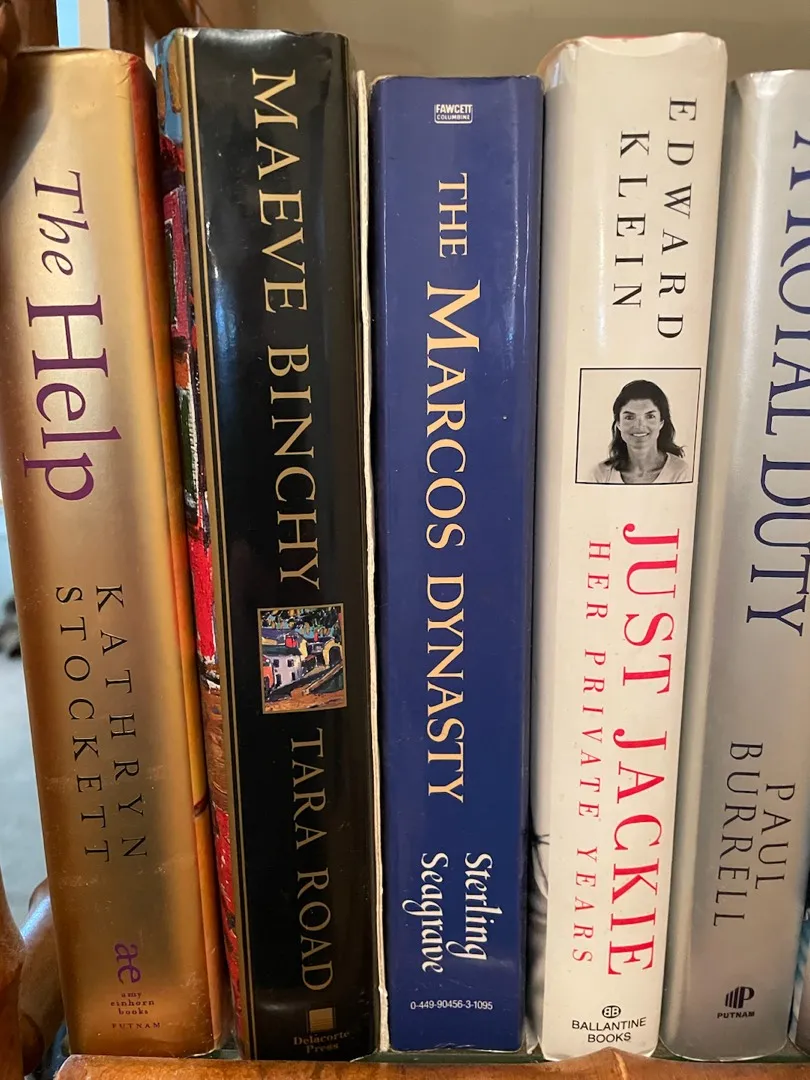 The Help
KATHRYN
STOCKETT
ae
amy
einhorn
books
PUTNAM
MAEVE BINCHY
TARA ROAD
Delacorte
Press
FAWCETT
COLUMBINE
THE MARCOS DYNASTY
Sterling
Seagrave
0-449-90456-3-1095
EDWARD
KLEIN
JUST JACKIE
HER PRIVATE YEARS
BB
BALLANTINE
BOOKS
A ROYAL DUTY
PAUL
BURRELL
P
PUTNAM